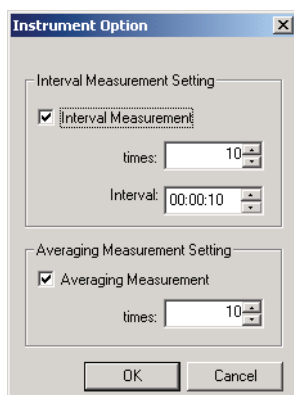 Instrument Option
Interval Measurement Setting
Interval Measurement
times: 10
Interval: 00:00:10
Averaging Measurement Setting
Averaging Measurement
times: 10
OK Cancel